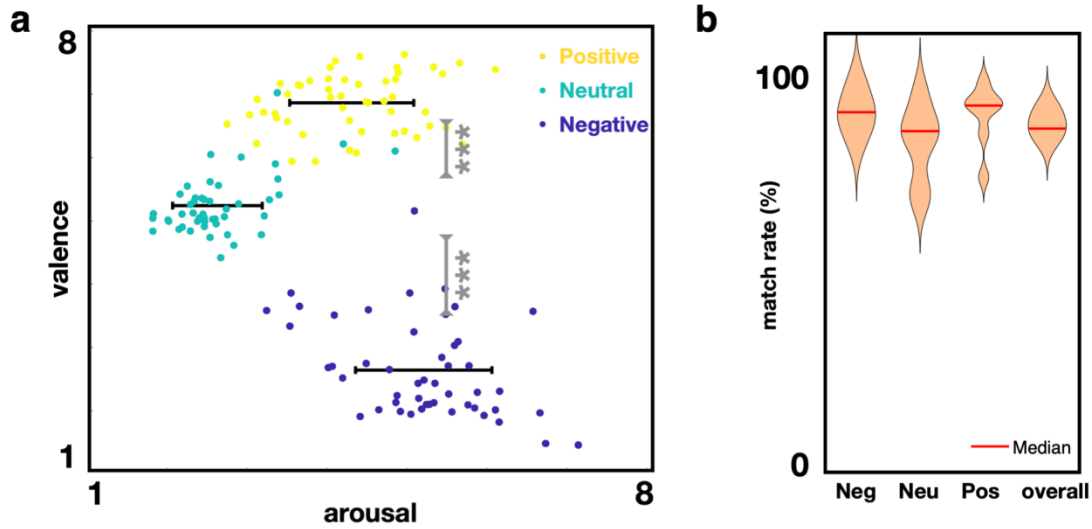 a
8
valence
1
1
arousal
8
Positive
Neutral
Negative
***
***
b
100
match rate (%)
0
Median
Neg Neu Pos overall